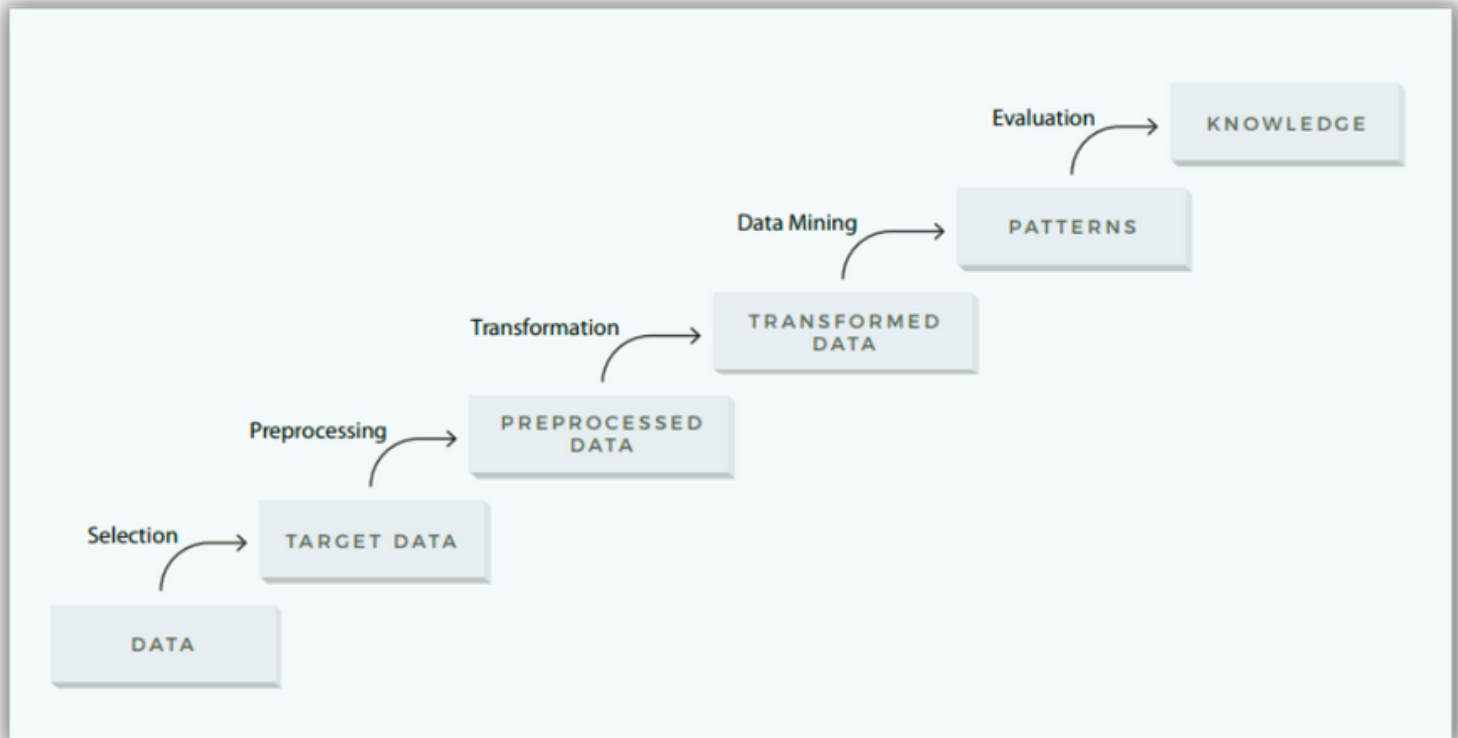 Evaluation
KNOWLEDGE
Data Mining
PATTERNS
Transformation
TRANSFORMED
DATA
Preprocessing
PREPROCESSED
DATA
Selection
TARGET DATA
DATA